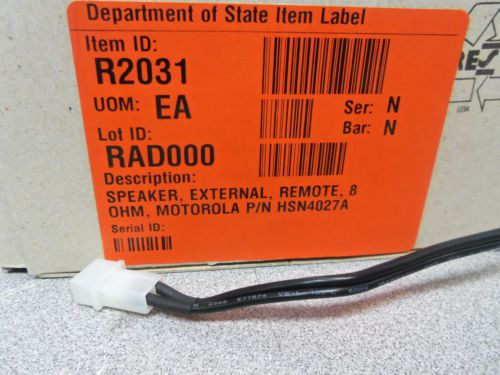 Department of State Item Label
Item ID:
R2031
UOM: EA
Ser: N
Bar: N
Lot ID:
RAD000
Description:
SPEAKER, EXTERNAL, REMOTE, 8
OHM, MOTOROLA P/N HSN4027A
Serial ID:
RES